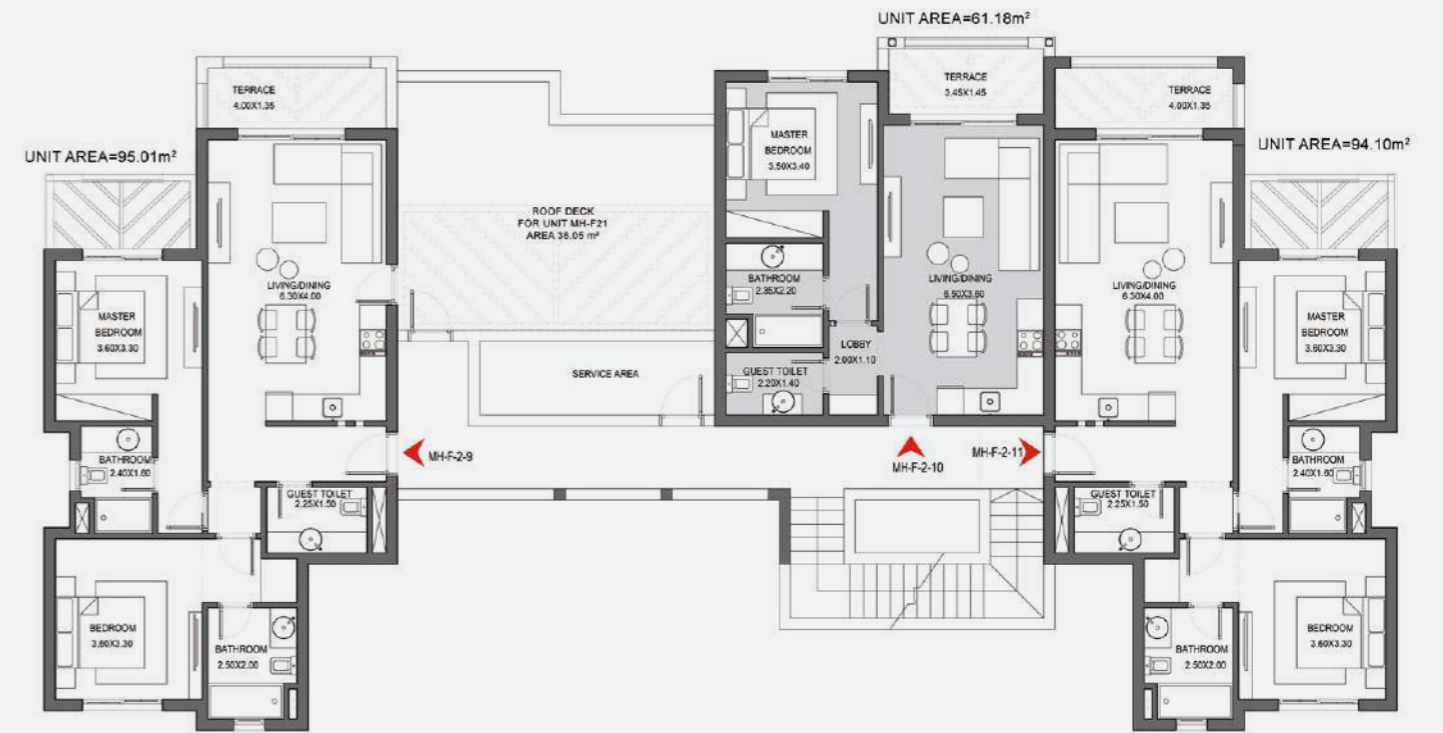 UNIT AREA=61.18m²
TERRACE
4.00X1.35
TERRACE
3.45X1.45
TERRACE
4.00X1.35
UNIT AREA=95.01m²
MASTER
BEDROOM
3.50X3.40
UNIT AREA=94.10m²
ROOF DECK
FOR UNIT MH-F21
AREA 36.05 m²
LIVING/DINING
6.30X4.00
BATHROOM
2.35X2.20
LIVING/DINING
6.50X3.60
LIVING/DINING
6.30X4.00
MASTER
BEDROOM
3.60X3.30
MASTER
BEDROOM
3.60X3.30
LOBBY
2.00X1.10
SERVICE AREA
GUEST TOILET
2.20X1.40
BATHROOM
2.40X1.60
MH-F-2-9
MH-F-2-10
MH-F-2-11
BATHROOM
2.40X1.60
GUEST TOILET
2.25X1.50
GUEST TOILET
2.25X1.50
BEDROOM
3.60X3.30
BATHROOM
2.50X2.00
BATHROOM
2.50X2.00
BEDROOM
3.60X3.30